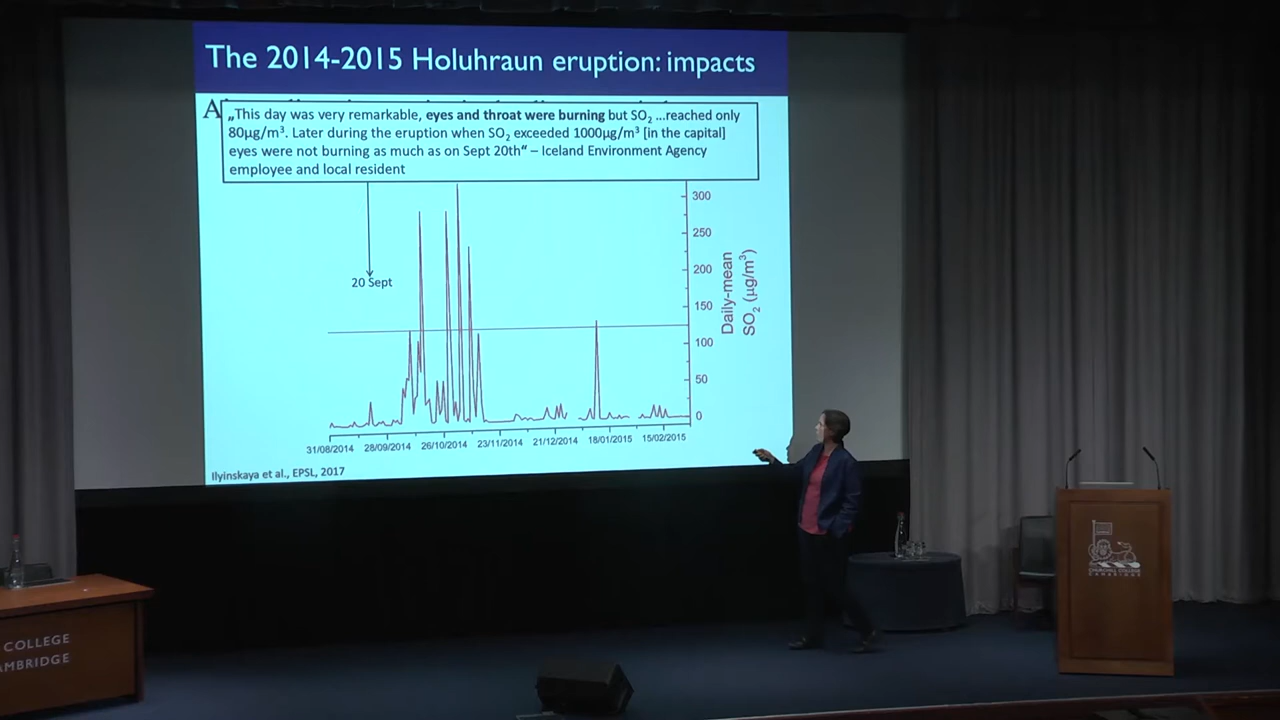 The 2014-2015 Holuhraun eruption: impacts
A
„This day was very remarkable, eyes and throat were burning but SO₂ ...reached only
80µg/m³. Later during the eruption when SO₂ exceeded 1000µg/m³ [in the capital]
eyes were not burning as much as on Sept 20th“ – Iceland Environment Agency
employee and local resident
20 Sept
300
250
200
150
100
50
0
Daily-mean
SO₂ (µg/m³)
31/08/2014 28/09/2014 26/10/2014 23/11/2014 21/12/2014 18/01/2015 15/02/2015
Ilyinskaya et al., EPSL, 2017
CHURCHILL COLLEGE
CAMBRIDGE
COLLEGE
AMBRIDGE